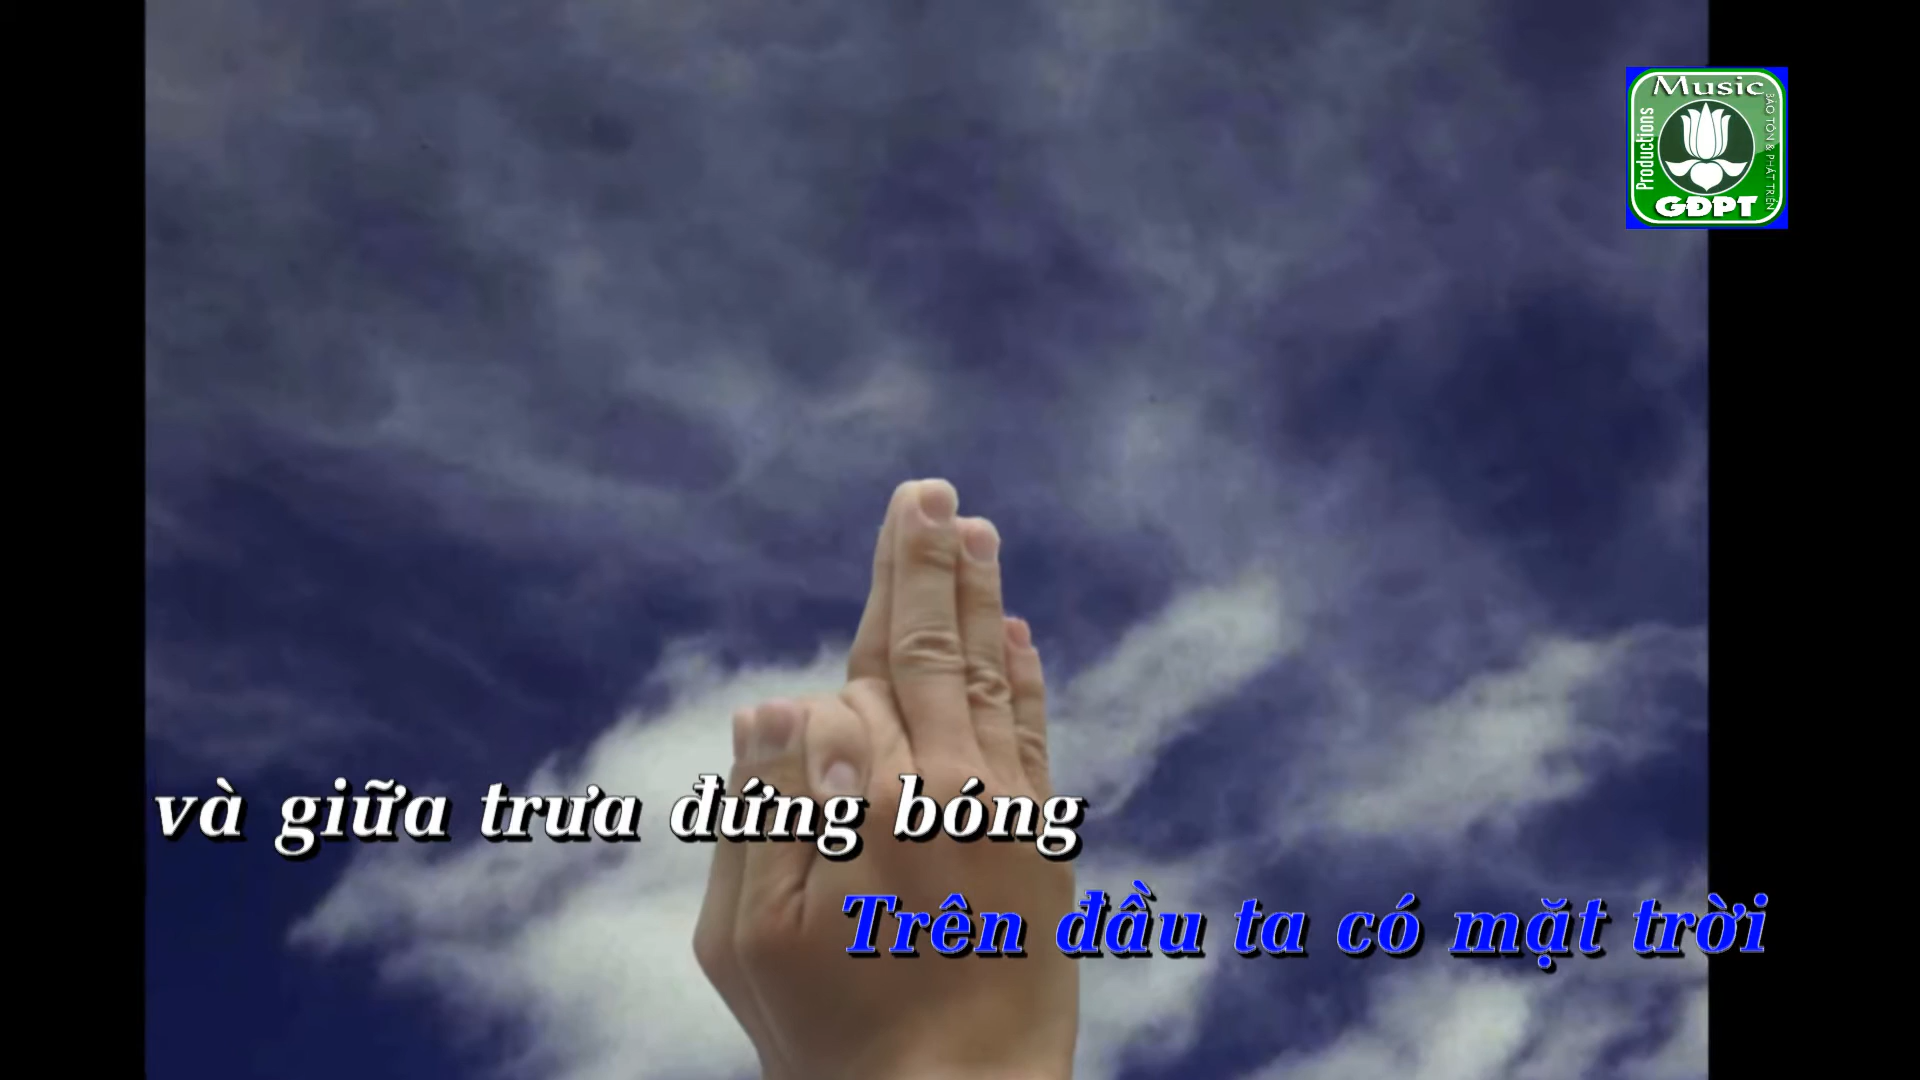 Music
Productions
BẢO TỒN & PHÁT TRIỂN
GĐPT
và giữa trưa đứng bóng
Trên đầu ta có mặt trời